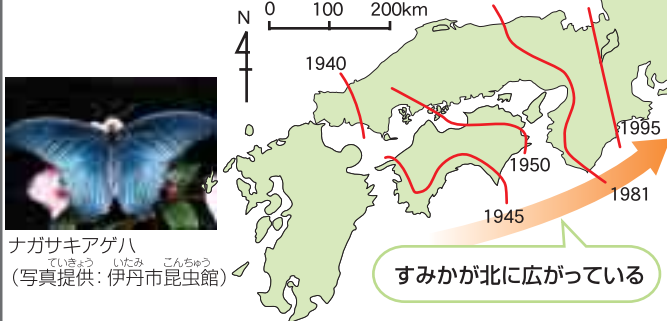 N
0 100 200km
1940
1995
1950
1981
1945
ナガサキアゲハ
ていきょう いたみ こんちゅう
（写真提供：伊丹市昆虫館）
すみかが北に広がっている